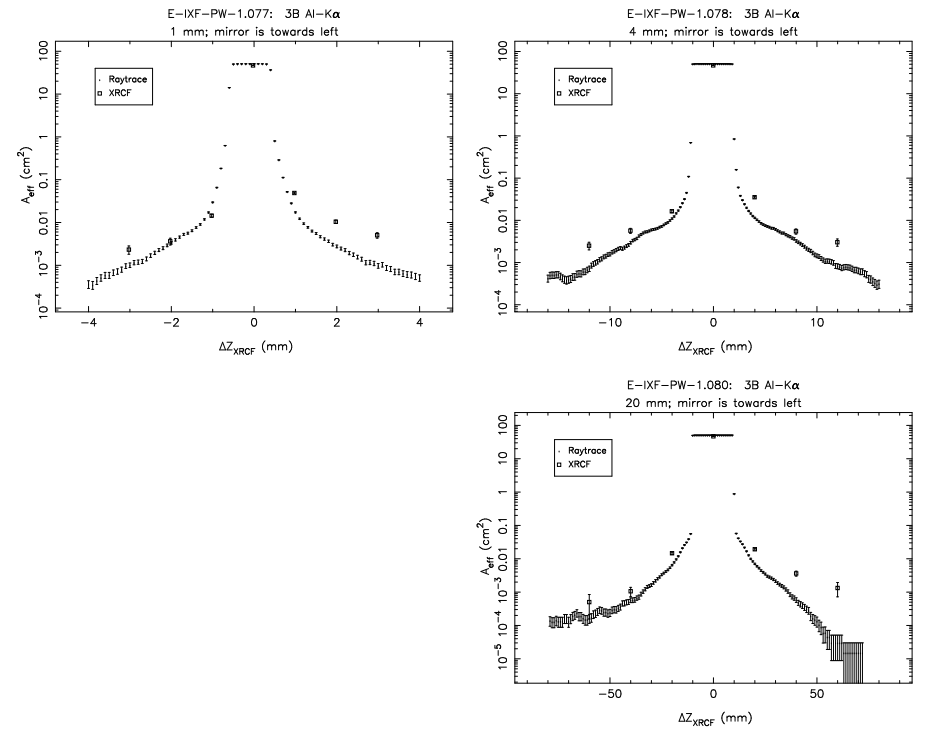 E-IXF-PW-1.077: 3B Al-Kα
1 mm; mirror is towards left
Raytrace
XRCF
A_eff (cm²)
100
10
1
0.1
0.01
10⁻³
10⁻⁴
−4 −2 0 2 4
ΔZ_XRCF (mm)
E-IXF-PW-1.078: 3B Al-Kα
4 mm; mirror is towards left
Raytrace
XRCF
A_eff (cm²)
100
10
1
0.1
0.01
10⁻³
10⁻⁴
−10 0 10
ΔZ_XRCF (mm)
E-IXF-PW-1.080: 3B Al-Kα
20 mm; mirror is towards left
Raytrace
XRCF
A_eff (cm²)
100
10
1
0.1
0.01
10⁻³
10⁻⁴
10⁻⁵
−50 0 50
ΔZ_XRCF (mm)